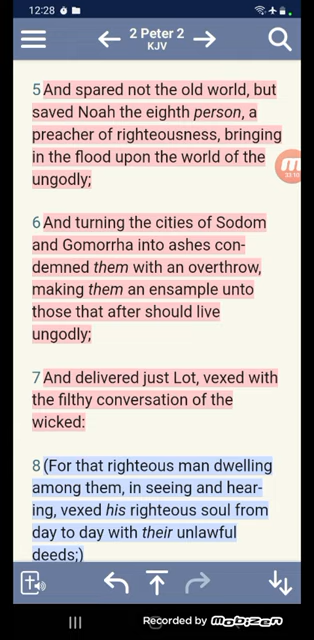 12:28
2 Peter 2
KJV
5 And spared not the old world, but
saved Noah the eighth person, a
preacher of righteousness, bringing
in the flood upon the world of the
ungodly;
6 And turning the cities of Sodom
and Gomorrha into ashes con-
demned them with an overthrow,
making them an ensample unto
those that after should live
ungodly;
7 And delivered just Lot, vexed with
the filthy conversation of the
wicked:
8 (For that righteous man dwelling
among them, in seeing and hear-
ing, vexed his righteous soul from
day to day with their unlawful
deeds;)
Recorded by Mobizen